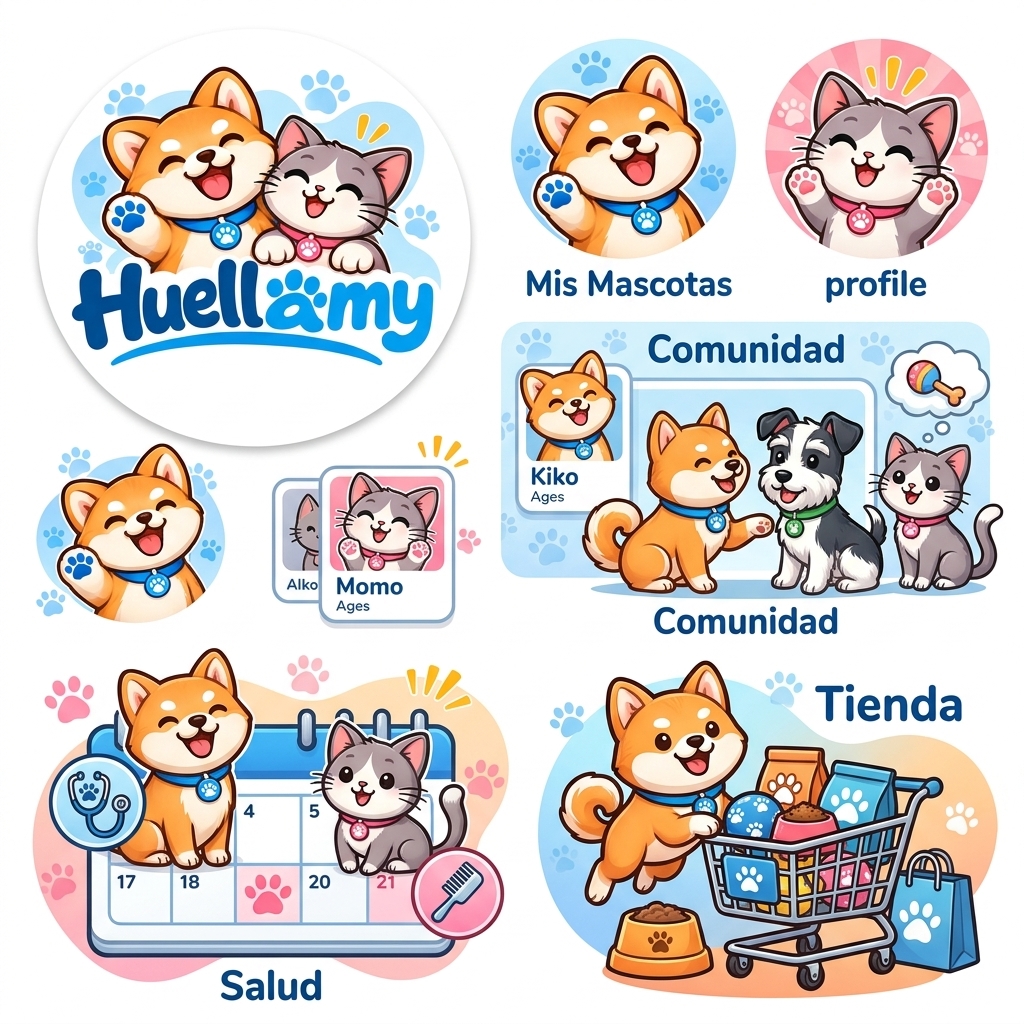 Huellamy
Mis Mascotas
profile
Comunidad
Kiko
Ages
Comunidad
Alko
Momo
Ages
4
5
17
18
20
21
Salud
Tienda